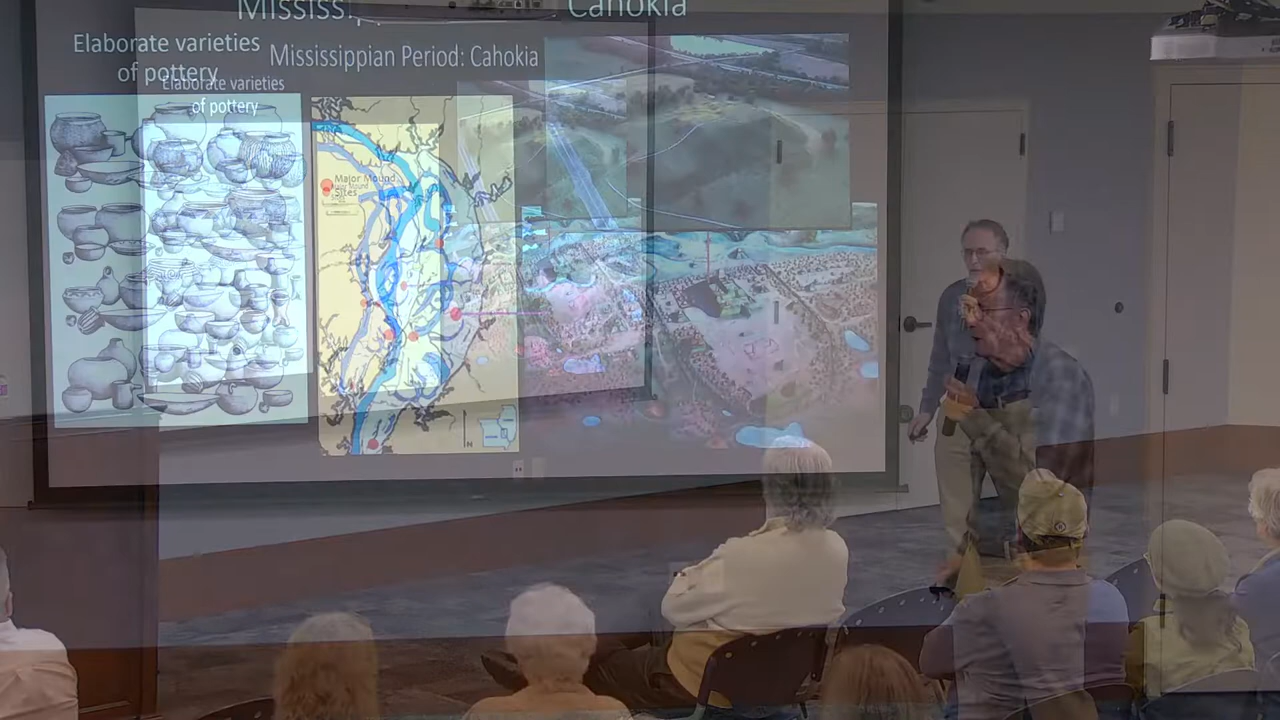 Cahokia
Elaborate varieties
of pottery
Mississippian Period: Cahokia
Elaborate varieties
of pottery
Major Mound
Sites
N